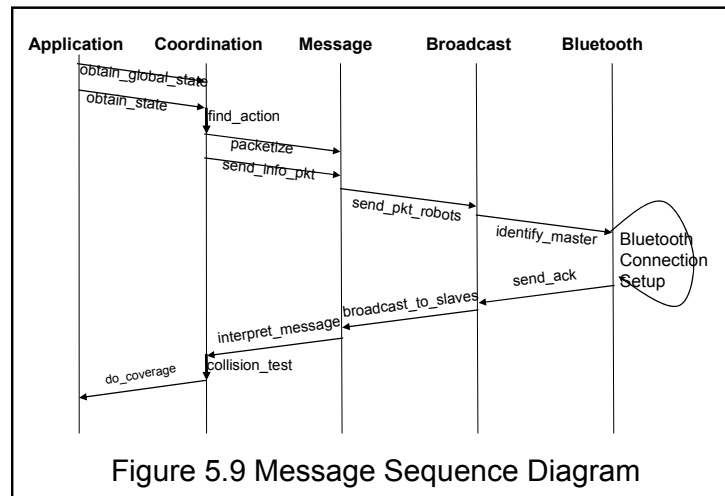 Application Coordination Message Broadcast Bluetooth
obtain_global_state
obtain_state
find_action
packetize
send_info_pkt
send_pkt_robots
identify_master
Bluetooth
Connection
Setup
send_ack
broadcast_to_slaves
interpret_message
collision_test
do_coverage
Figure 5.9 Message Sequence Diagram